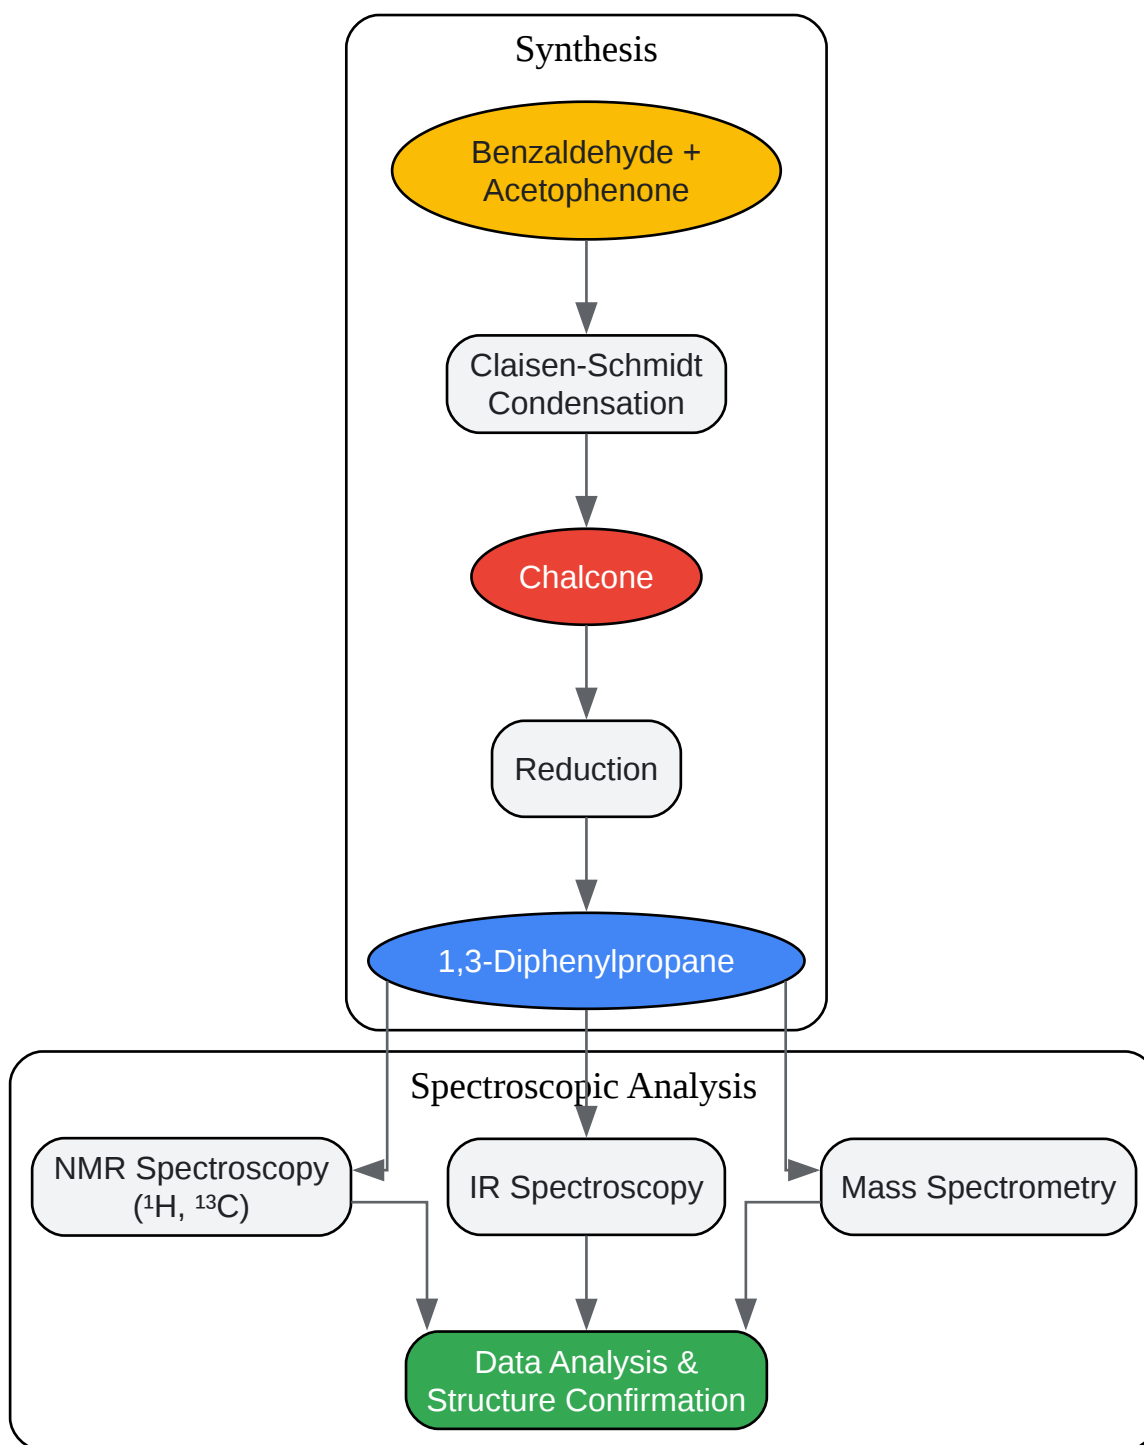 Synthesis
Benzaldehyde +
Acetophenone
Claisen-Schmidt
Condensation
Chalcone
Reduction
1,3-Diphenylpropane
Spectroscopic Analysis
NMR Spectroscopy
(¹H, ¹³C)
IR Spectroscopy
Mass Spectrometry
Data Analysis &
Structure Confirmation